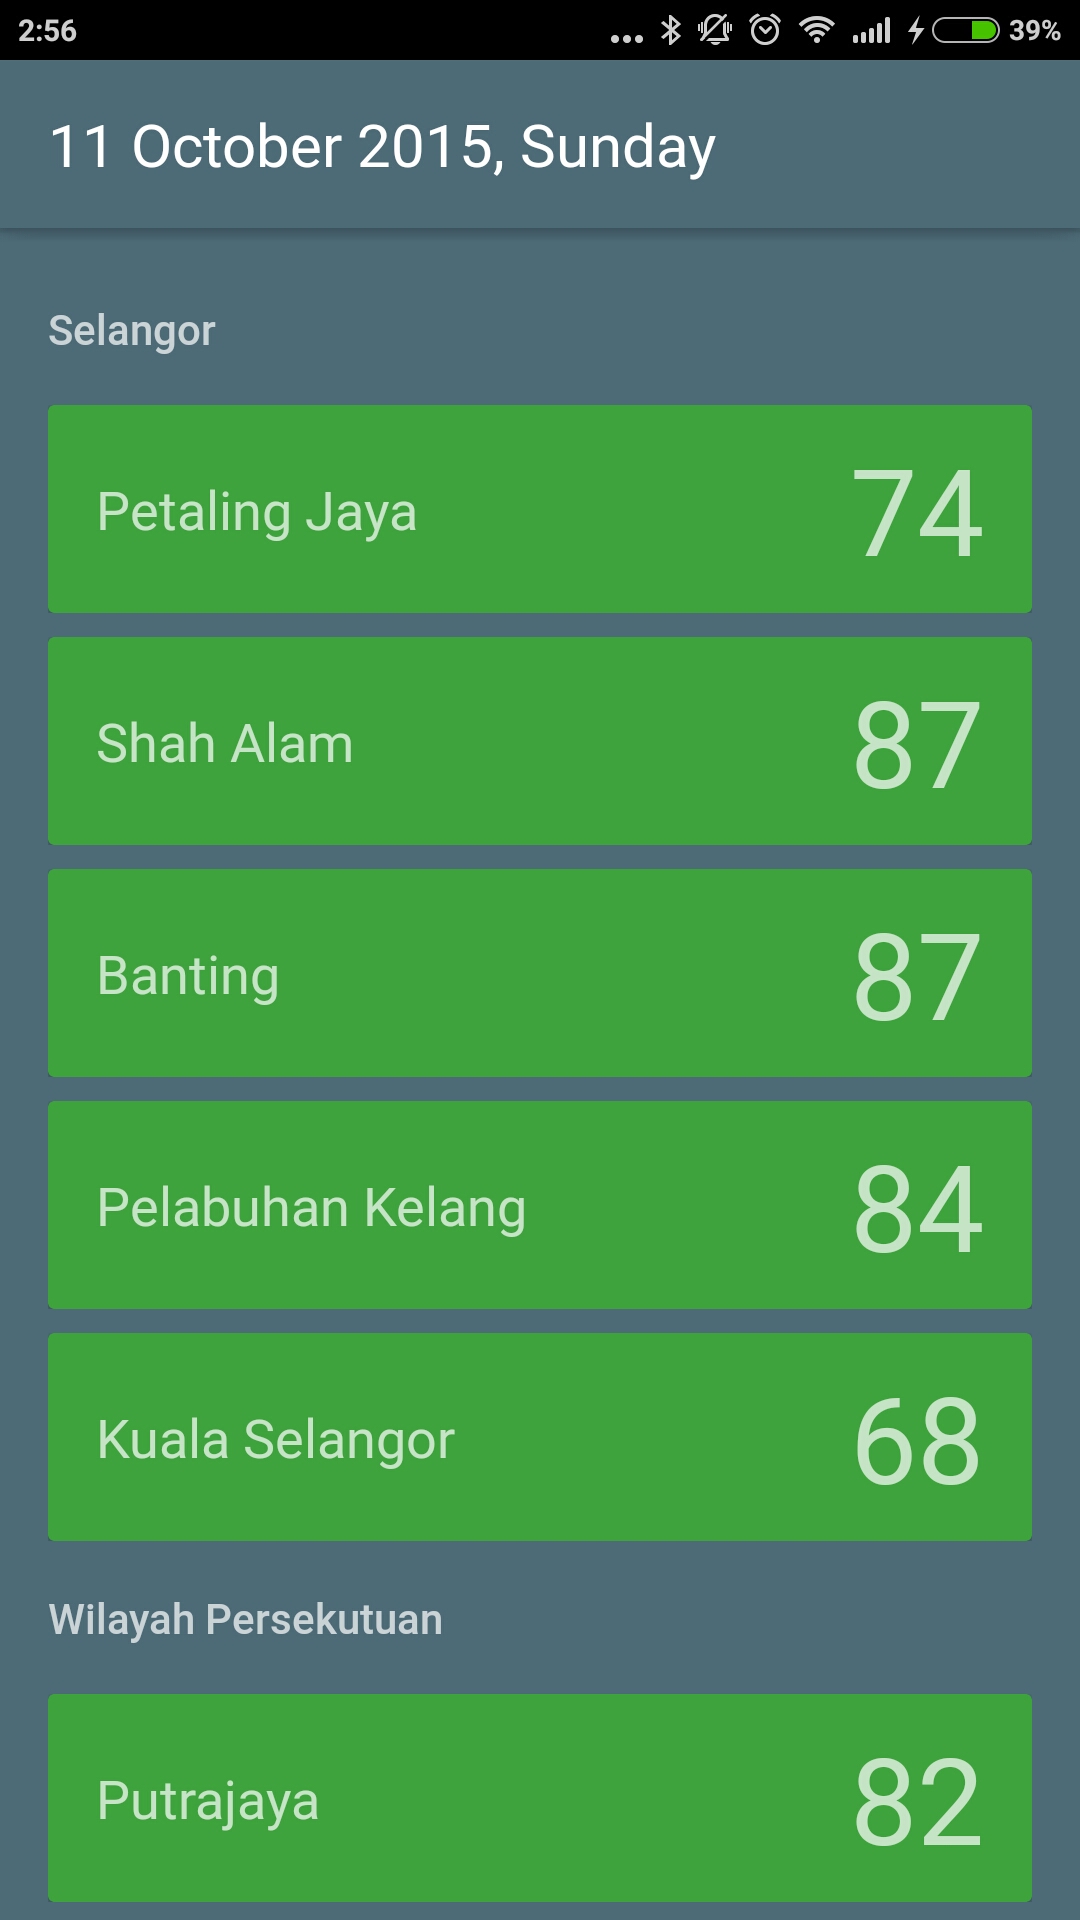 2:56
39%
11 October 2015, Sunday
Selangor
Petaling Jaya 74
Shah Alam 87
Banting 87
Pelabuhan Kelang 84
Kuala Selangor 68
Wilayah Persekutuan
Putrajaya 82